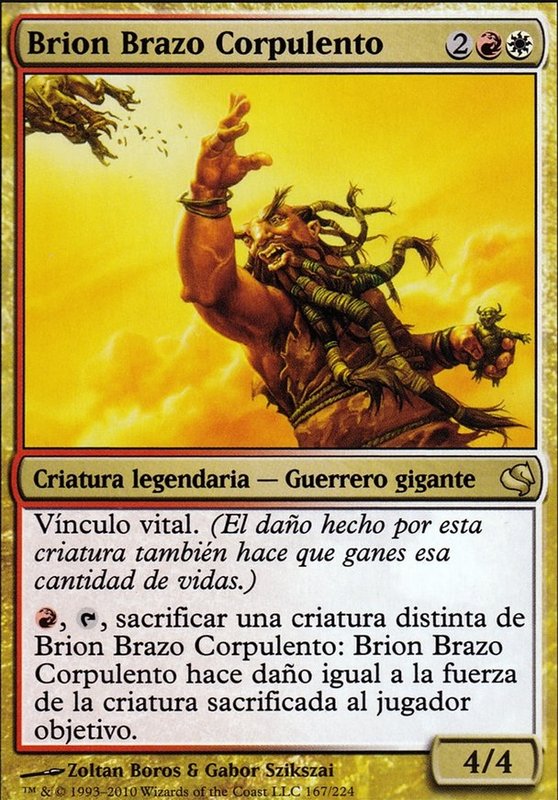 Brion Brazo Corpulento 2
Criatura legendaria — Guerrero gigante
Vínculo vital. (El daño hecho por esta
criatura también hace que ganes esa
cantidad de vidas.)
, , sacrificar una criatura distinta de
Brion Brazo Corpulento: Brion Brazo
Corpulento hace daño igual a la fuerza
de la criatura sacrificada al jugador
objetivo.
Zoltan Boros & Gabor Szikszai
4/4
™ & © 1993–2010 Wizards of the Coast LLC 167/224